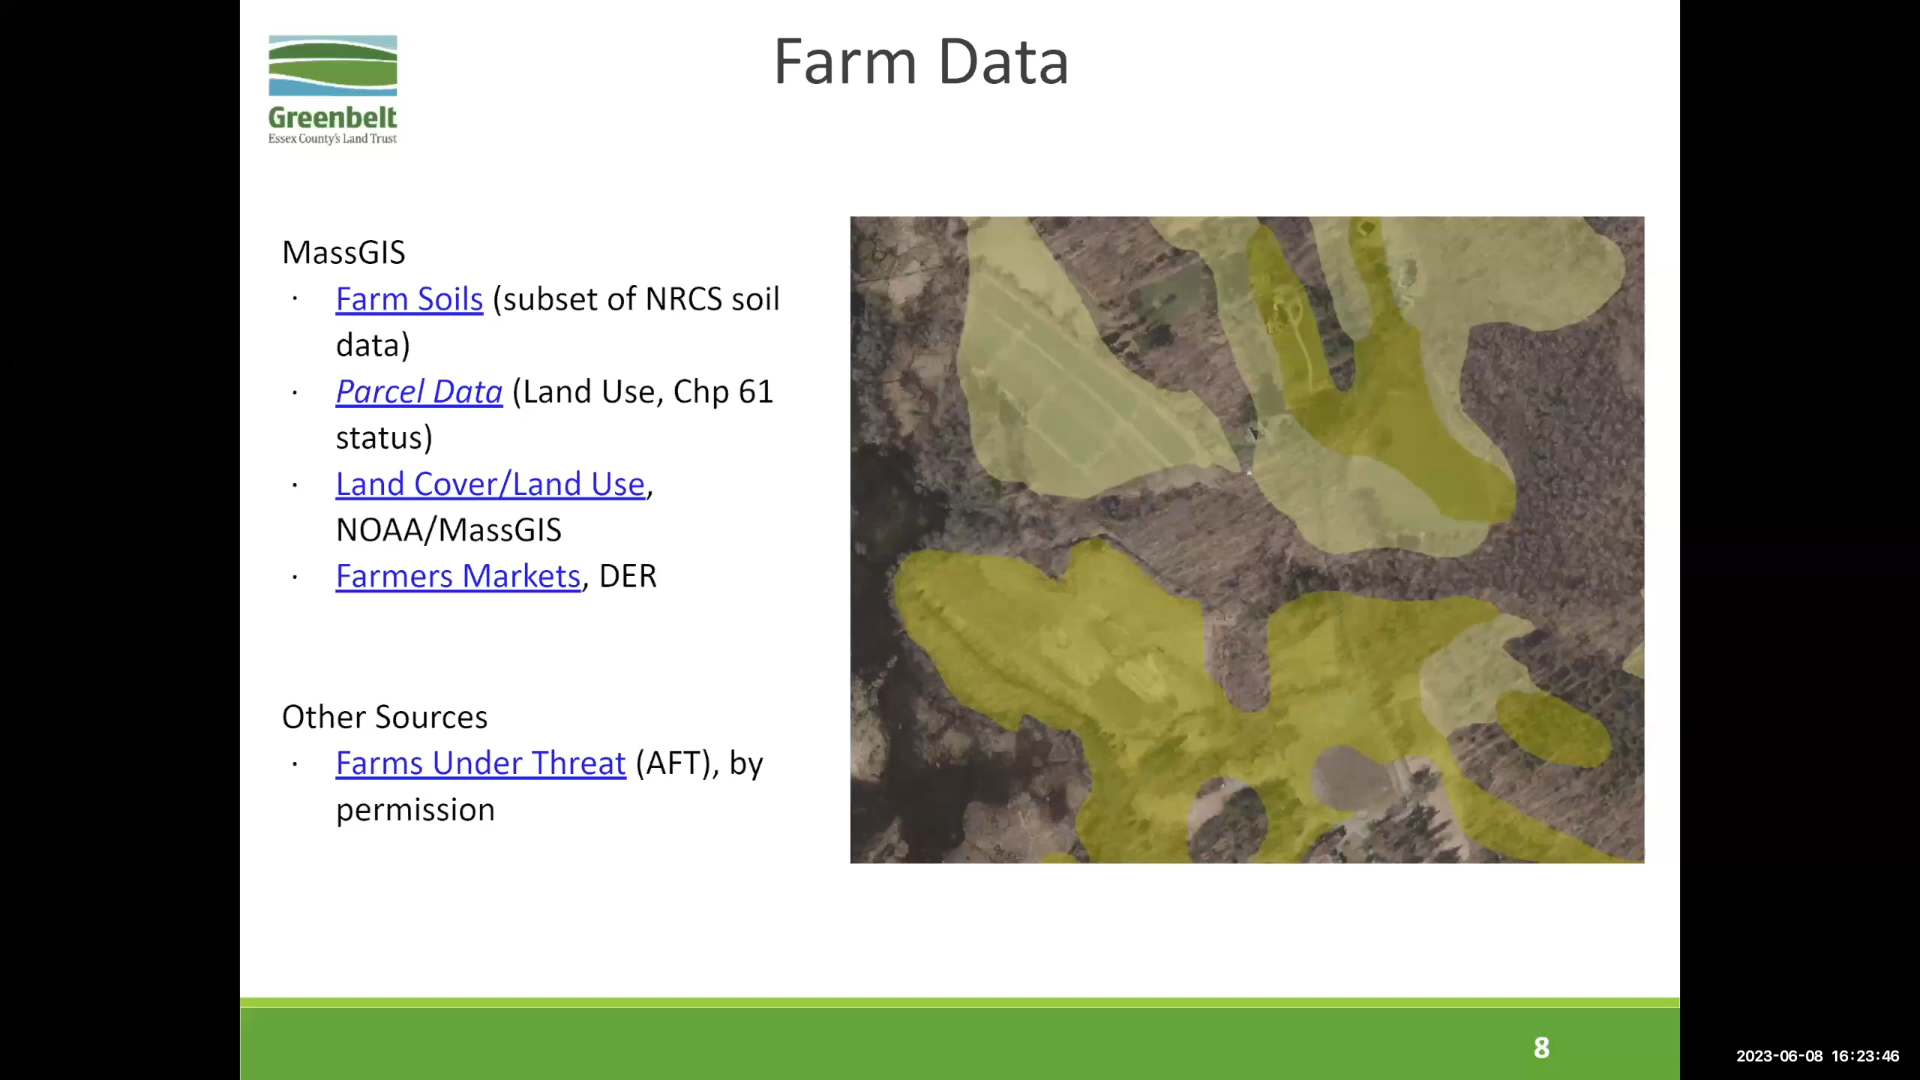 Farm Data
Greenbelt
Essex County's Land Trust
MassGIS
· Farm Soils (subset of NRCS soil
data)
· Parcel Data (Land Use, Chp 61
status)
· Land Cover/Land Use,
NOAA/MassGIS
· Farmers Markets, DER
Other Sources
· Farms Under Threat (AFT), by
permission
8
2023-06-08 16:23:46